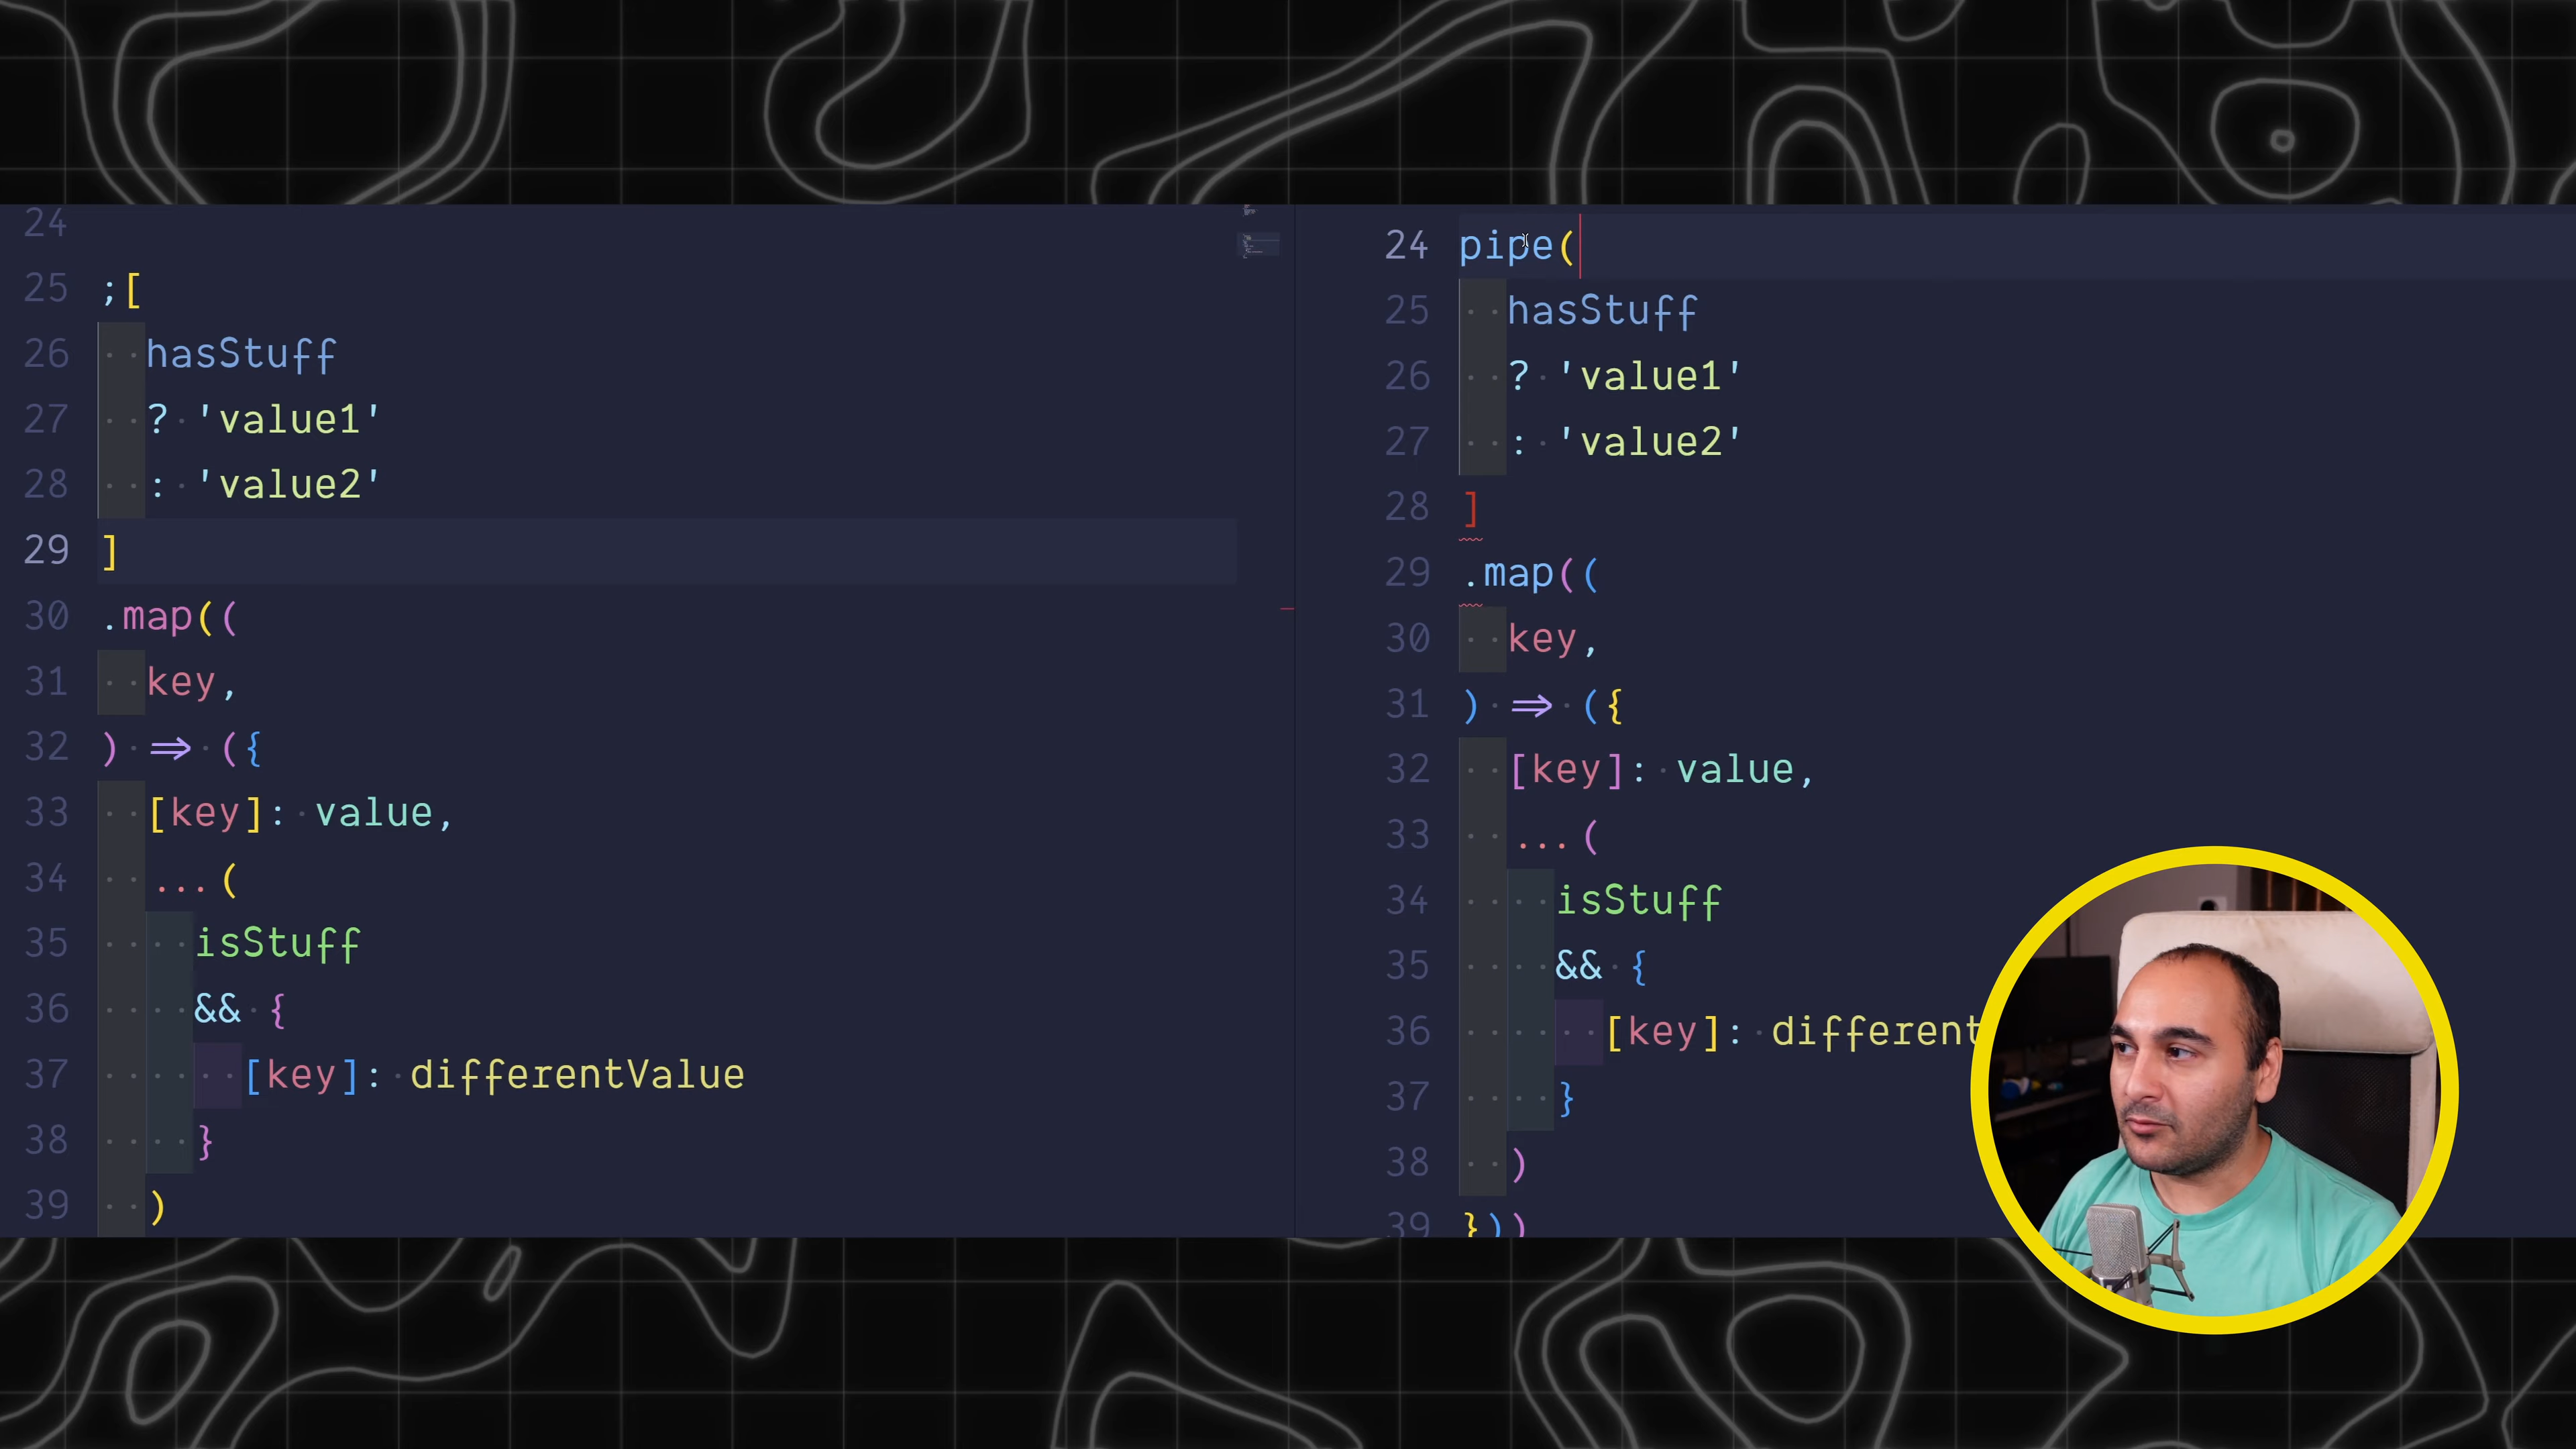 24
25 ;[
26 hasStuff
27 ? 'value1'
28 : 'value2'
29 ]
30 .map((
31 key,
32 ) => ({
33 [key]: value,
34 ...(
35 isStuff
36 && {
37 [key]: differentValue
38 }
39 )
24 pipe(
25 hasStuff
26 ? 'value1'
27 : 'value2'
28 ]
29 .map((
30 key,
31 ) => ({
32 [key]: value,
33 ...(
34 isStuff
35 && {
36 [key]: different
37 }
38 )
39 }))